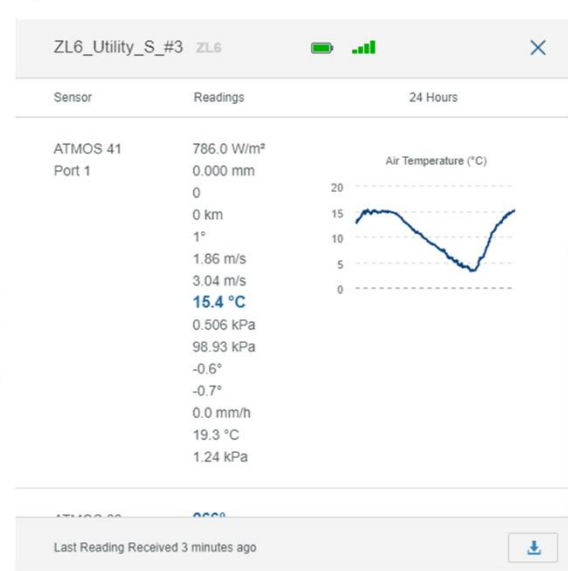 ZL6_Utility_S_#3 ZL6
Sensor Readings 24 Hours
ATMOS 41
Port 1
786.0 W/m²
0.000 mm
0
0 km
1°
1.86 m/s
3.04 m/s
15.4 °C
0.506 kPa
98.93 kPa
-0.6°
-0.7°
0.0 mm/h
19.3 °C
1.24 kPa
Air Temperature (°C)
20
15
10
5
0
Last Reading Received 3 minutes ago